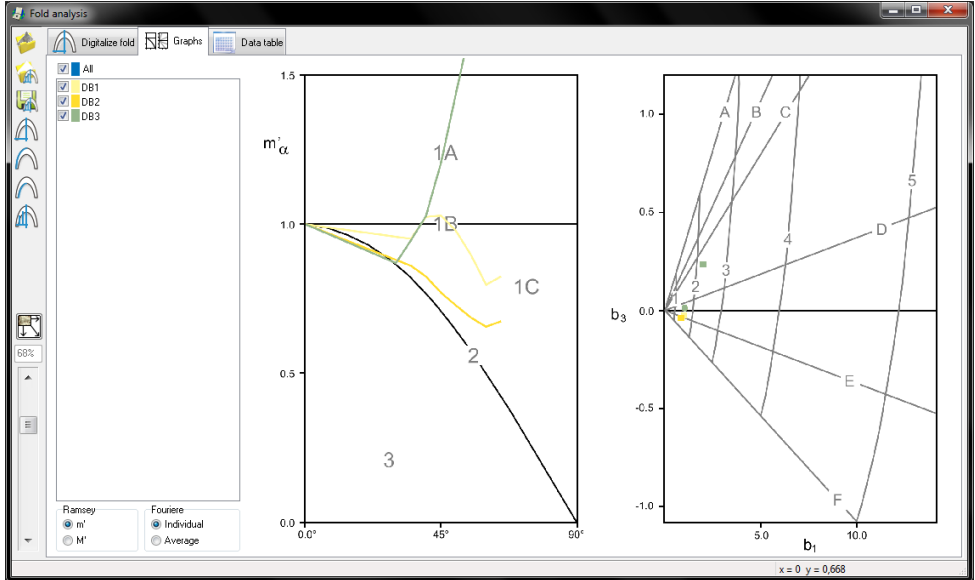 Fold analysis
Digitalize fold
Graphs
Data table
All
DB1
DB2
DB3
68%
Ramsey
m'
M'
Fouriere
Individual
Average
m'α
1.5
1.0
0.5
0.0
0.0°
45°
90°
1A
1B
1C
2
3
b3
1.0
0.5
0.0
-0.5
-1.0
5.0
10.0
b1
A
B
C
D
E
F
1
2
3
4
5
x = 0 y = 0,668